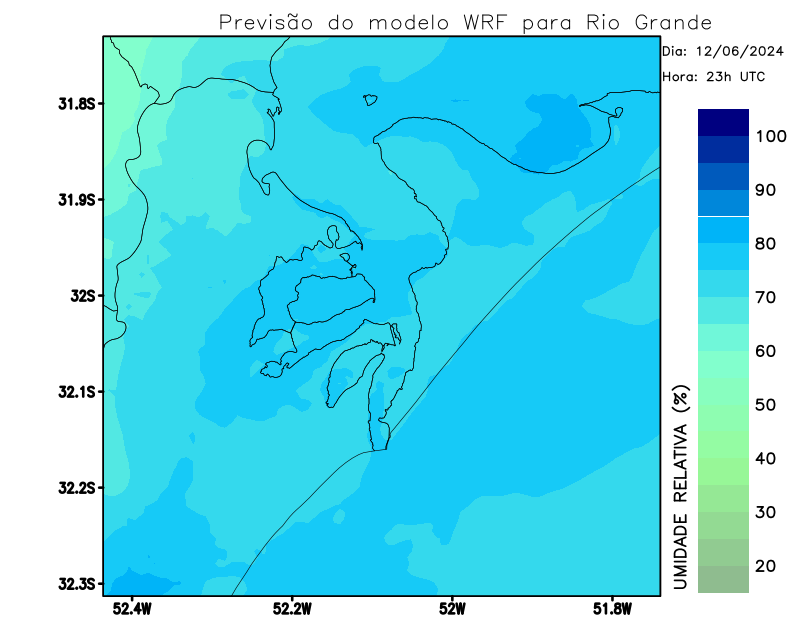 Previsão do modelo WRF para Rio Grande
Dia: 12/06/2024
Hora: 23h UTC
31.8S
31.9S
32S
32.1S
32.2S
32.3S
52.4W
52.2W
52W
51.8W
100
90
80
70
60
50
40
30
20
UMIDADE RELATIVA (%)